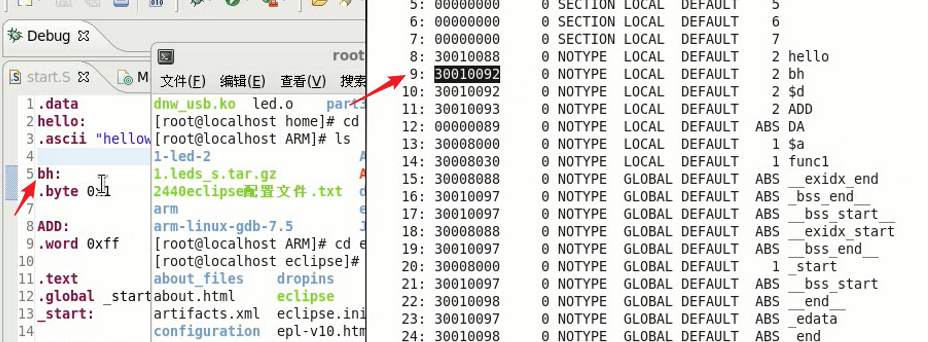 Debug
start.S
M
1 .data
2 hello:
3 .ascii "hellow
4
5 bh:
6 .byte 0x1
7
8 ADD:
9 .word 0xff
10
11 .text
12 .global _start
13 _start:
14
root
文件(F) 编辑(E) 查看(V) 搜索
dnw_usb.ko led.o part
[root@localhost home]# cd
[root@localhost ARM]# ls
1-led-2
1.leds_s.tar.gz
2440eclipse配置文件.txt d
arm e
arm-linux-gdb-7.5 J
[root@localhost ARM]# cd e
[root@localhost eclipse]#
about_files dropins
about.html eclipse
artifacts.xml eclipse.ini
configuration epl-v10.htm
5: 00000000 0 SECTION LOCAL DEFAULT 5
6: 00000000 0 SECTION LOCAL DEFAULT 6
7: 00000000 0 SECTION LOCAL DEFAULT 7
8: 30010088 0 NOTYPE LOCAL DEFAULT 2 hello
9: 30010092 0 NOTYPE LOCAL DEFAULT 2 bh
10: 30010092 0 NOTYPE LOCAL DEFAULT 2 $d
11: 30010093 0 NOTYPE LOCAL DEFAULT 2 ADD
12: 00000089 0 NOTYPE LOCAL DEFAULT ABS DA
13: 30008000 0 NOTYPE LOCAL DEFAULT 1 $a
14: 30008030 0 NOTYPE LOCAL DEFAULT 1 func1
15: 30008088 0 NOTYPE GLOBAL DEFAULT ABS __exidx_end
16: 30010097 0 NOTYPE GLOBAL DEFAULT ABS _bss_end__
17: 30010097 0 NOTYPE GLOBAL DEFAULT ABS __bss_start__
18: 30008088 0 NOTYPE GLOBAL DEFAULT ABS __exidx_start
19: 30010097 0 NOTYPE GLOBAL DEFAULT ABS __bss_end__
20: 30008000 0 NOTYPE GLOBAL DEFAULT 1 _start
21: 30010097 0 NOTYPE GLOBAL DEFAULT ABS __bss_start
22: 30010098 0 NOTYPE GLOBAL DEFAULT ABS __end__
23: 30010097 0 NOTYPE GLOBAL DEFAULT ABS _edata
24: 30010098 0 NOTYPE GLOBAL DEFAULT ABS _end